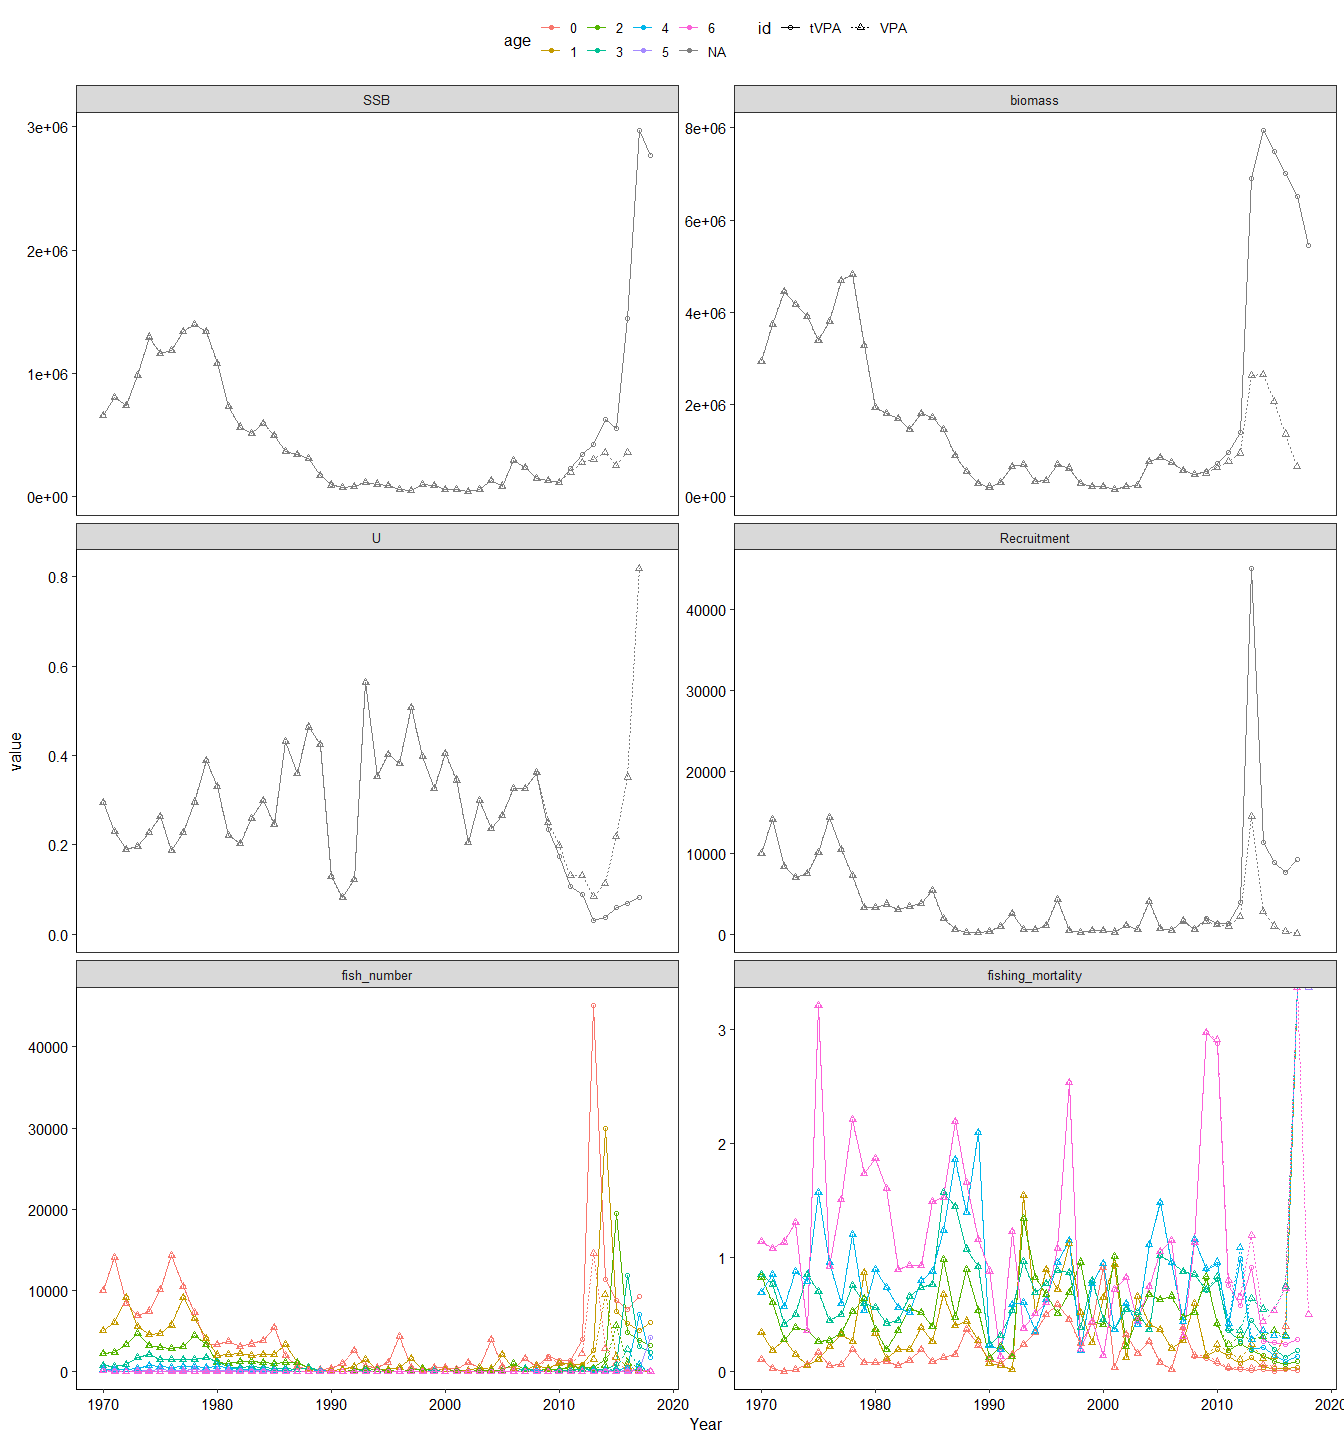 age 0 2 4 6 id tVPA VPA
1 3 5 NA
SSB biomass
3e+06
2e+06
1e+06
0e+00
8e+06
6e+06
4e+06
2e+06
0e+00
U Recruitment
0.8
0.6
0.4
0.2
0.0
40000
30000
20000
10000
0
value
fish_number fishing_mortality
40000
30000
20000
10000
0
3
2
1
0
1970 1980 1990 2000 2010 2020 1970 1980 1990 2000 2010 2020
Year